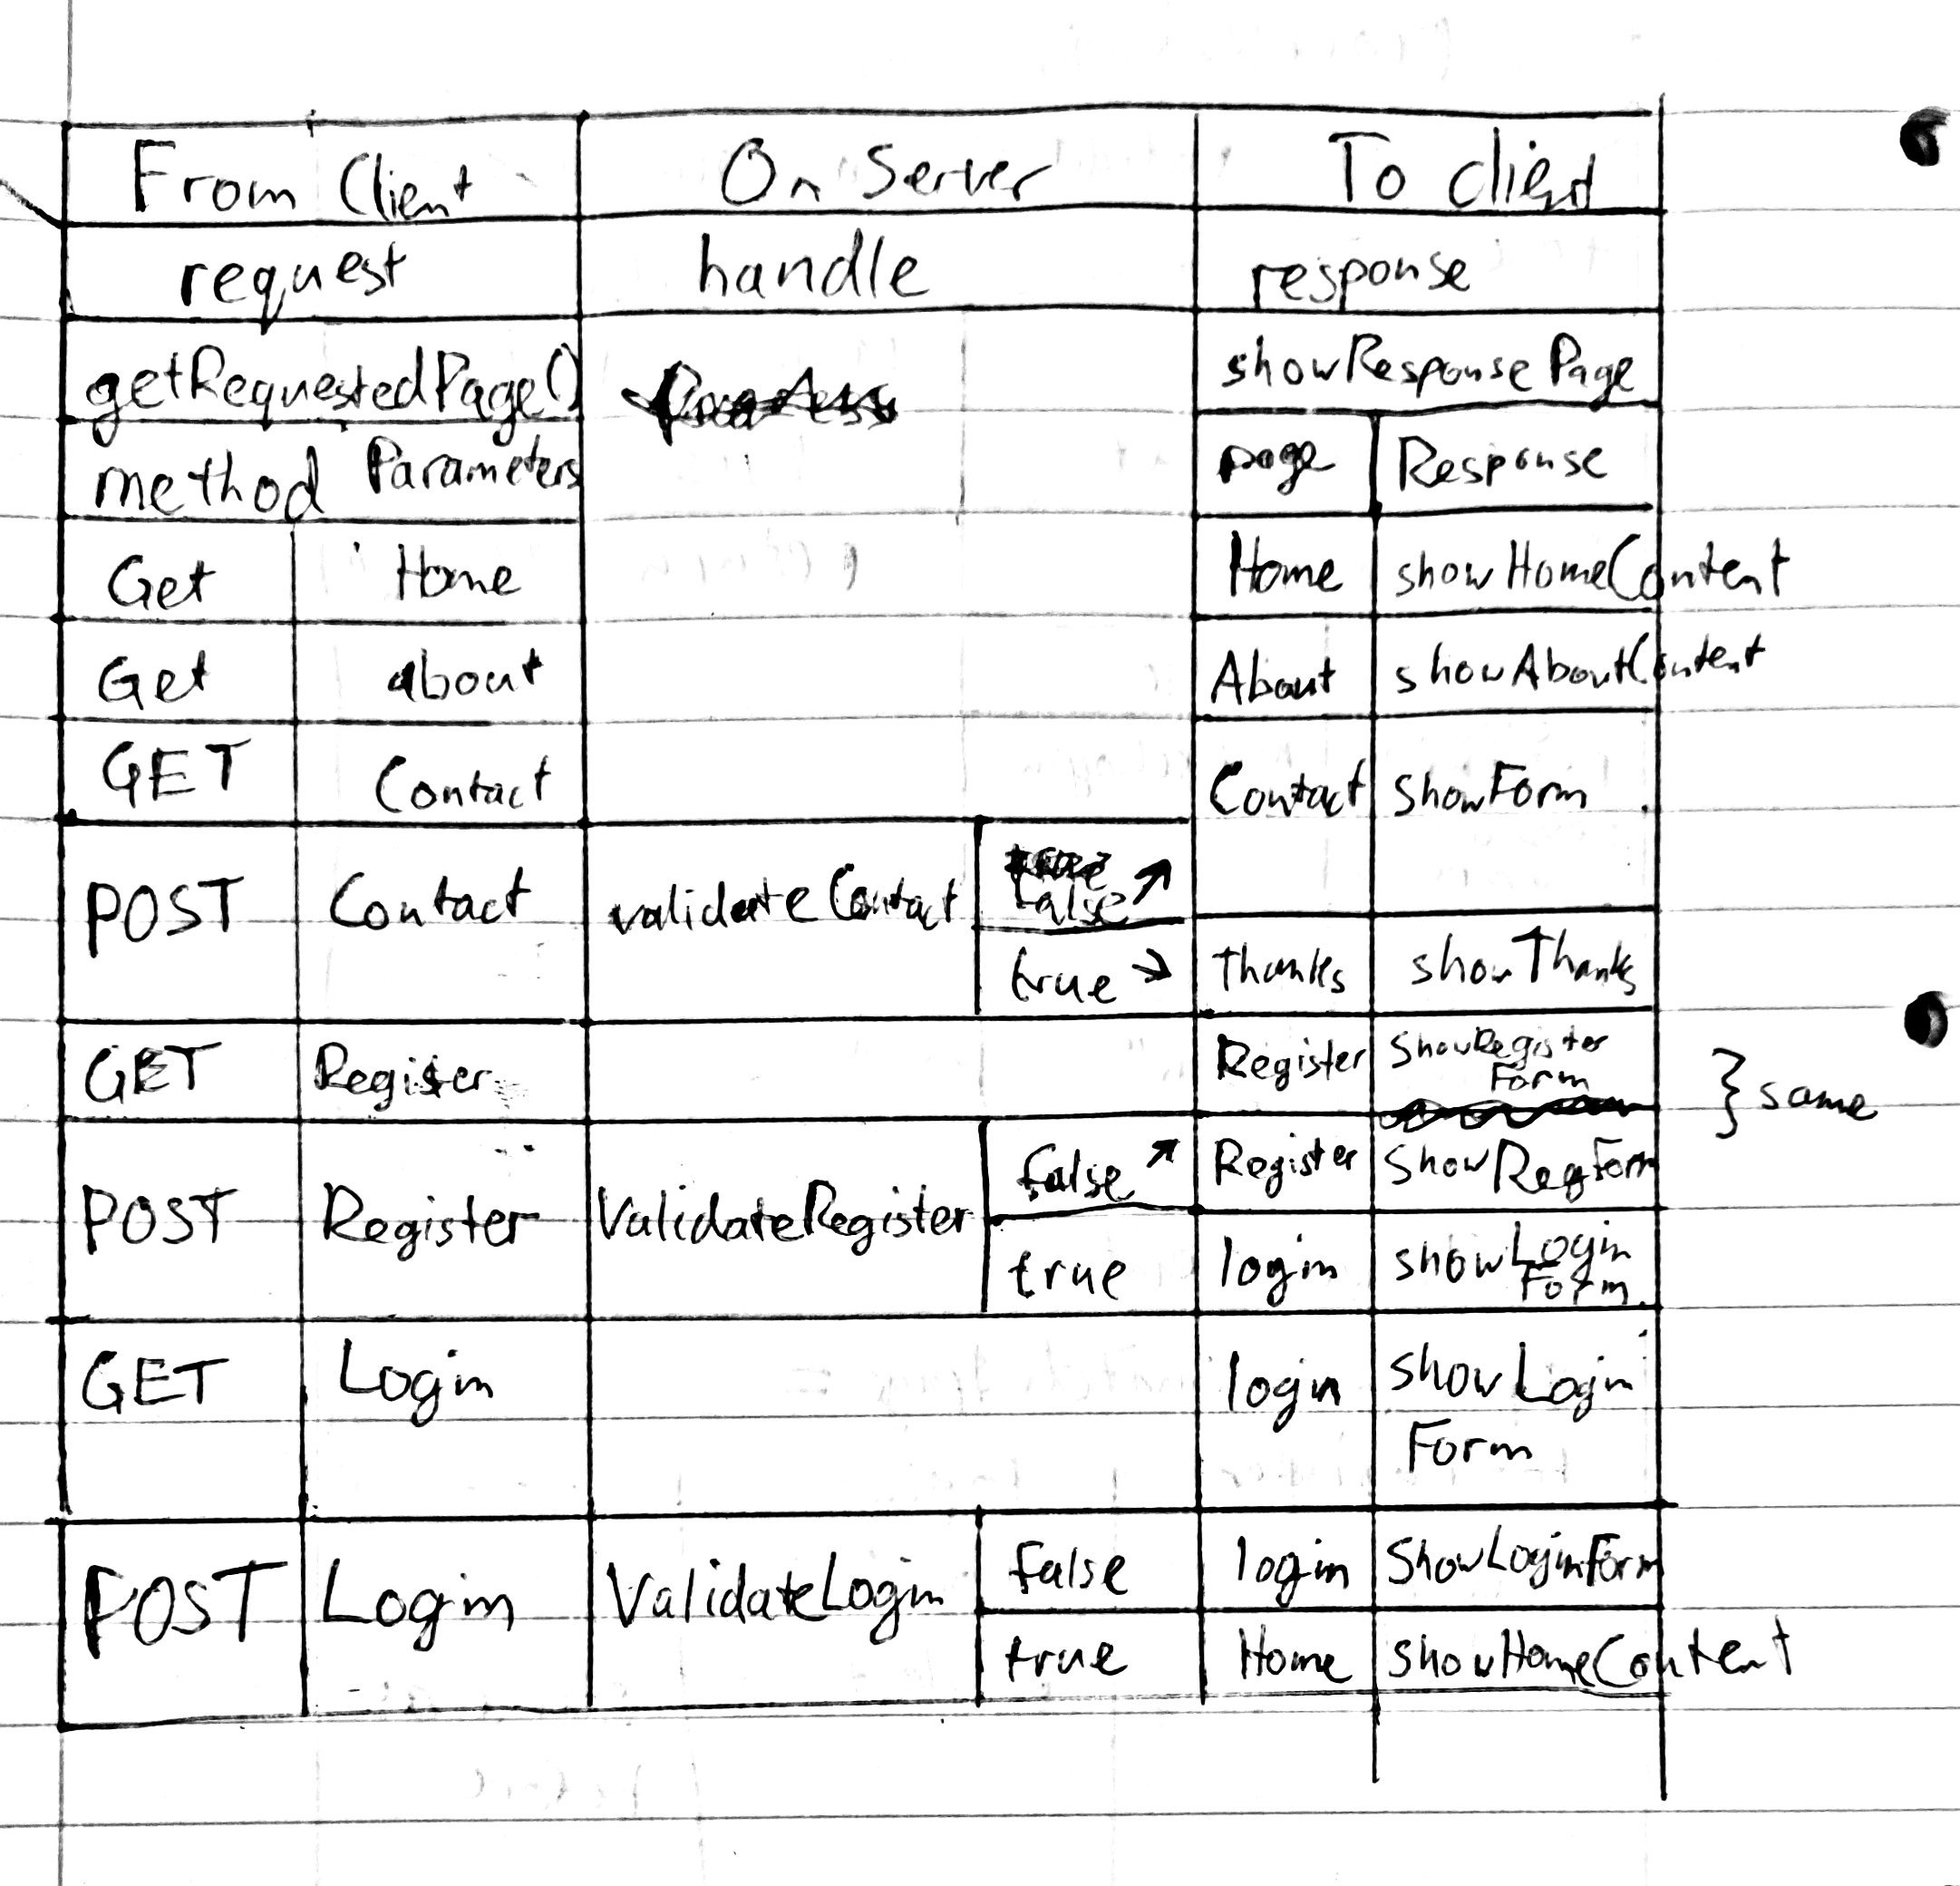 From Client On Server To client
request handle response
getRequestedPage() showResponsePage
method Parameters page Response
Get Home Home showHomeContent
Get about About showAboutContent
GET Contact Contact showForm
POST Contact validateContact false ↗
true → Thanks showThanks
GET Register Register ShowRegister
Form
} same
POST Register ValidateRegister false ↗ Register ShowRegForm
true login showLogin
Form
GET Login login showLogin
Form
POST Login ValidateLogin false login ShowLoginForm
true Home showHomeContent